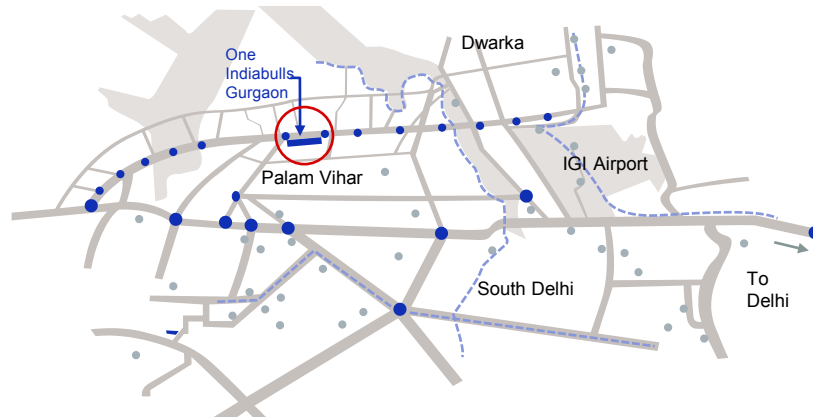 Dwarka
One
Indiabulls
Gurgaon
IGI Airport
Palam Vihar
South Delhi
To
Delhi